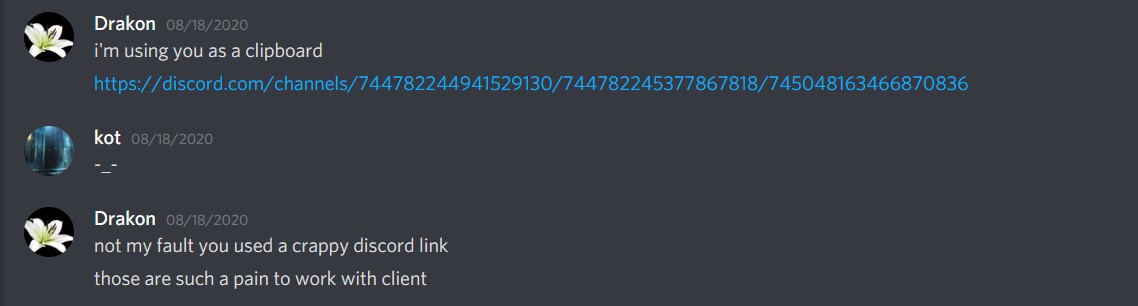 Drakon 08/18/2020
i'm using you as a clipboard
https://discord.com/channels/744782244941529130/744782245377867818/745048163466870836
kot 08/18/2020
-_-
Drakon 08/18/2020
not my fault you used a crappy discord link
those are such a pain to work with client